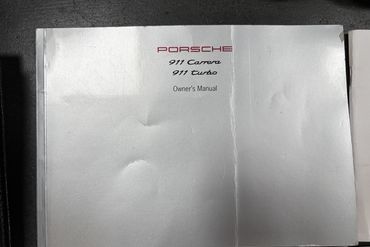 PORSCHE
911 Carrera
911 Turbo
Owner's Manual